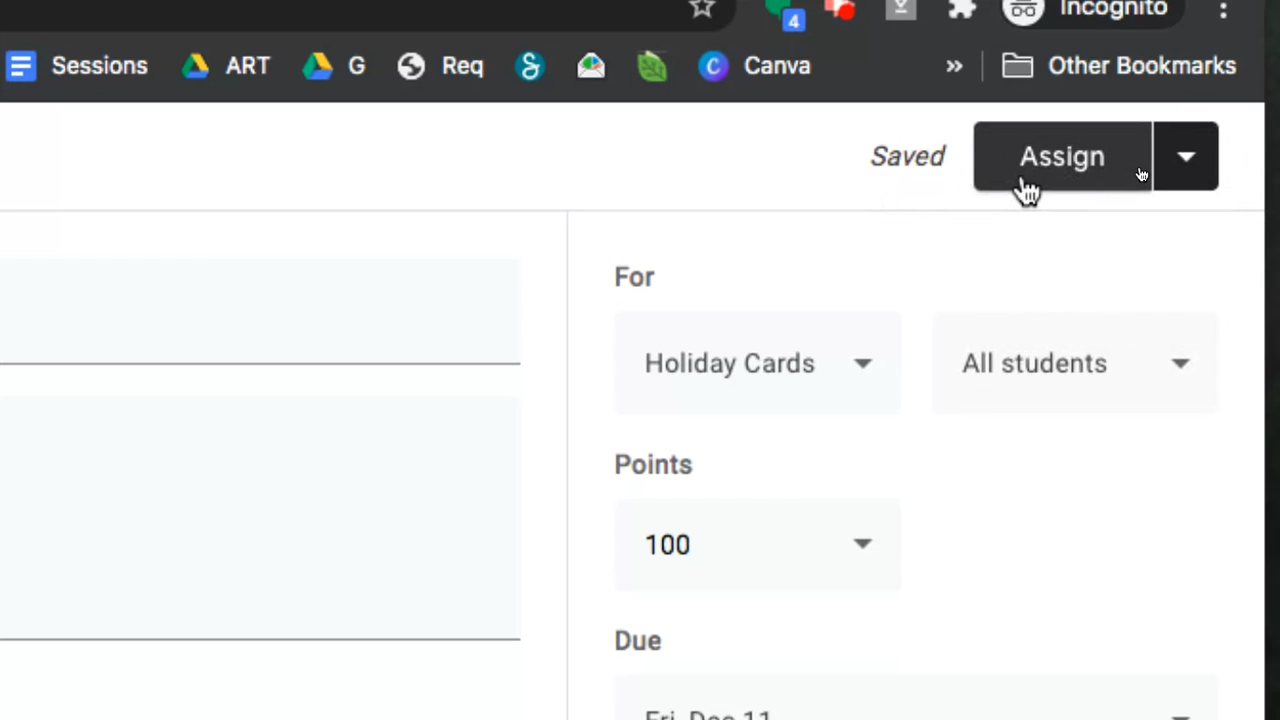 Incognito
4
Sessions ART G Req Canva » Other Bookmarks
Saved Assign
For
Holiday Cards All students
Points
100
Due
Fri, Dec 11